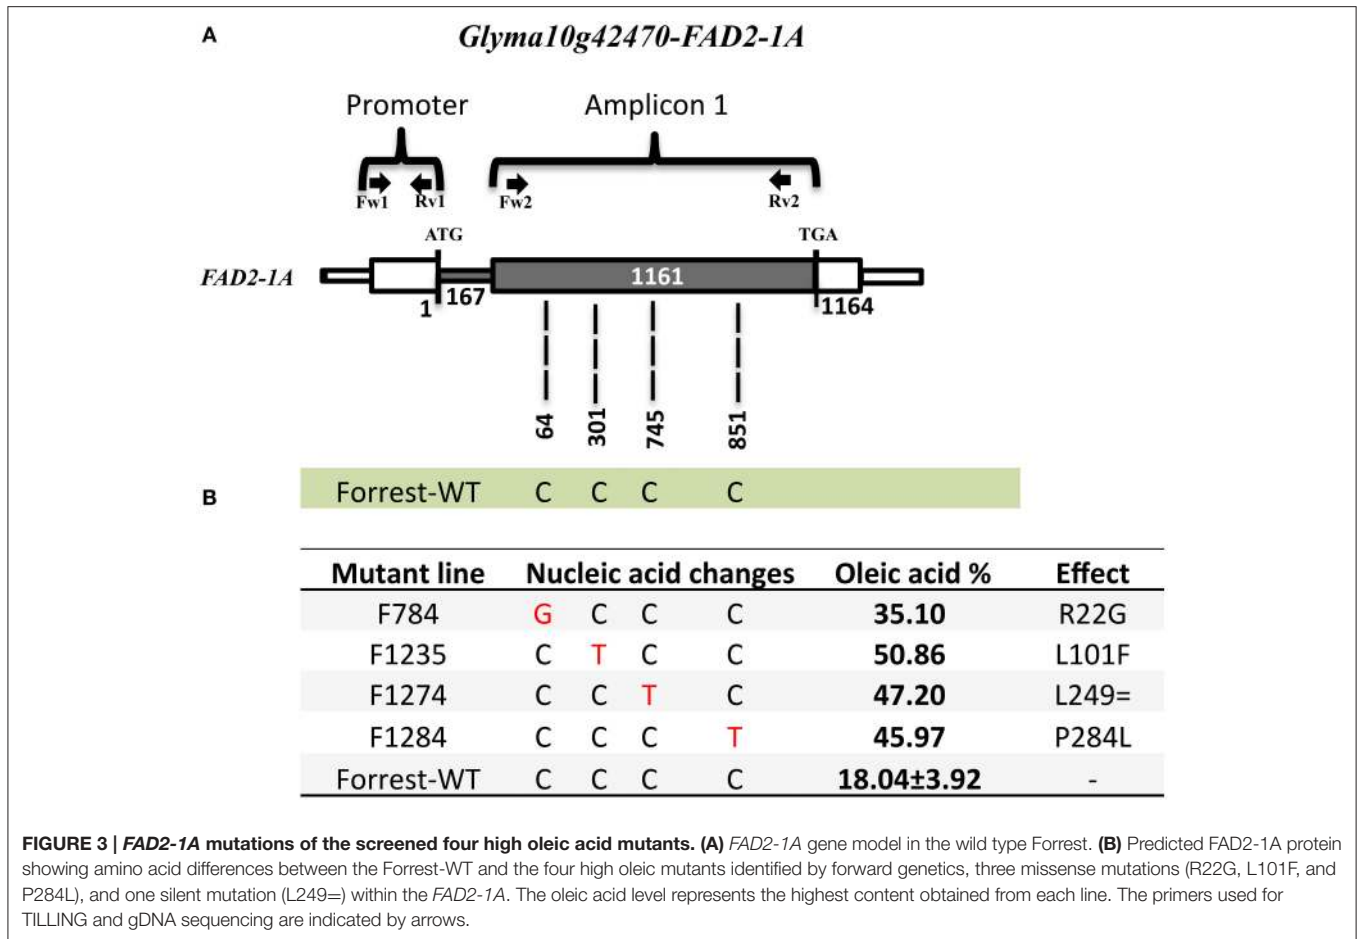 A
Glyma10g42470-FAD2-1A
Promoter Amplicon 1
Fw1 Rv1 Fw2 Rv2
ATG TGA
FAD2-1A 1161
1 167 1164
64 301 745 851
B
Forrest-WT C C C C
Mutant line Nucleic acid changes Oleic acid % Effect
F784 G C C C 35.10 R22G
F1235 C T C C 50.86 L101F
F1274 C C T C 47.20 L249=
F1284 C C C T 45.97 P284L
Forrest-WT C C C C 18.04±3.92 -
FIGURE 3 | FAD2-1A mutations of the screened four high oleic acid mutants. (A) FAD2-1A gene model in the wild type Forrest. (B) Predicted FAD2-1A protein
showing amino acid differences between the Forrest-WT and the four high oleic mutants identified by forward genetics, three missense mutations (R22G, L101F, and
P284L), and one silent mutation (L249=) within the FAD2-1A. The oleic acid level represents the highest content obtained from each line. The primers used for
TILLING and gDNA sequencing are indicated by arrows.